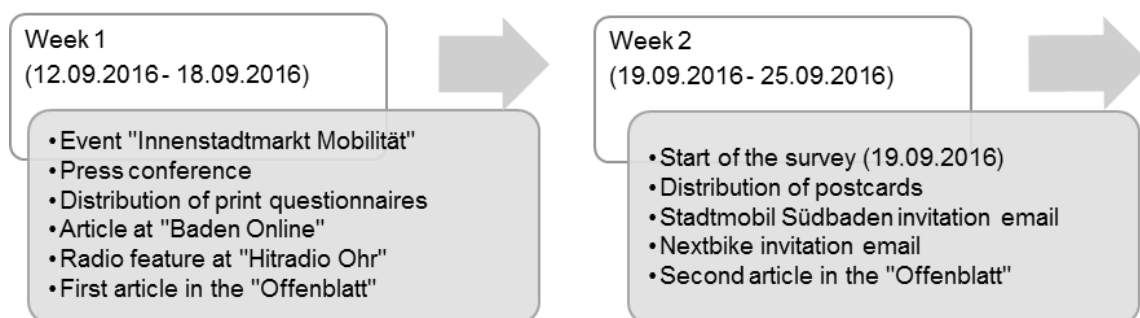 Week 1
(12.09.2016 - 18.09.2016)
•Event "Innenstadtmarkt Mobilität"
•Press conference
•Distribution of print questionnaires
•Article at "Baden Online"
•Radio feature at "Hitradio Ohr"
•First article in the "Offenblatt"
Week 2
(19.09.2016 - 25.09.2016)
•Start of the survey (19.09.2016)
•Distribution of postcards
•Stadtmobil Südbaden invitation email
•Nextbike invitation email
•Second article in the "Offenblatt"